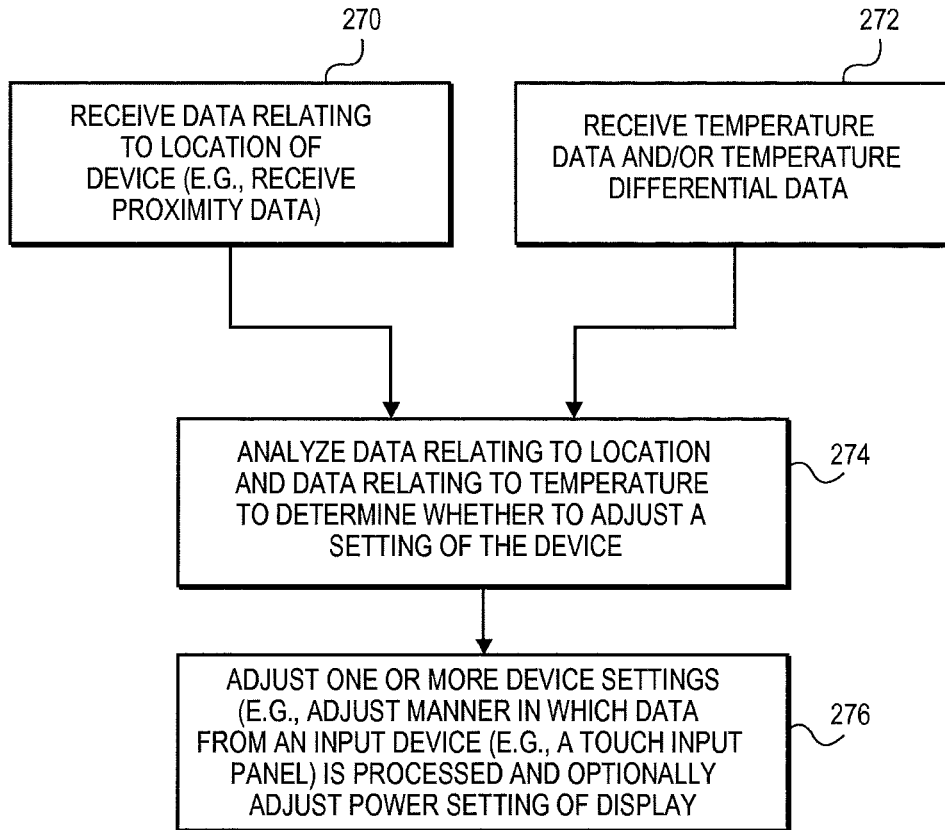 270
RECEIVE DATA RELATING
TO LOCATION OF
DEVICE (E.G., RECEIVE
PROXIMITY DATA)
272
RECEIVE TEMPERATURE
DATA AND/OR TEMPERATURE
DIFFERENTIAL DATA
ANALYZE DATA RELATING TO LOCATION
AND DATA RELATING TO TEMPERATURE
TO DETERMINE WHETHER TO ADJUST A
SETTING OF THE DEVICE
274
ADJUST ONE OR MORE DEVICE SETTINGS
(E.G., ADJUST MANNER IN WHICH DATA
FROM AN INPUT DEVICE (E.G., A TOUCH INPUT
PANEL) IS PROCESSED AND OPTIONALLY
ADJUST POWER SETTING OF DISPLAY
276